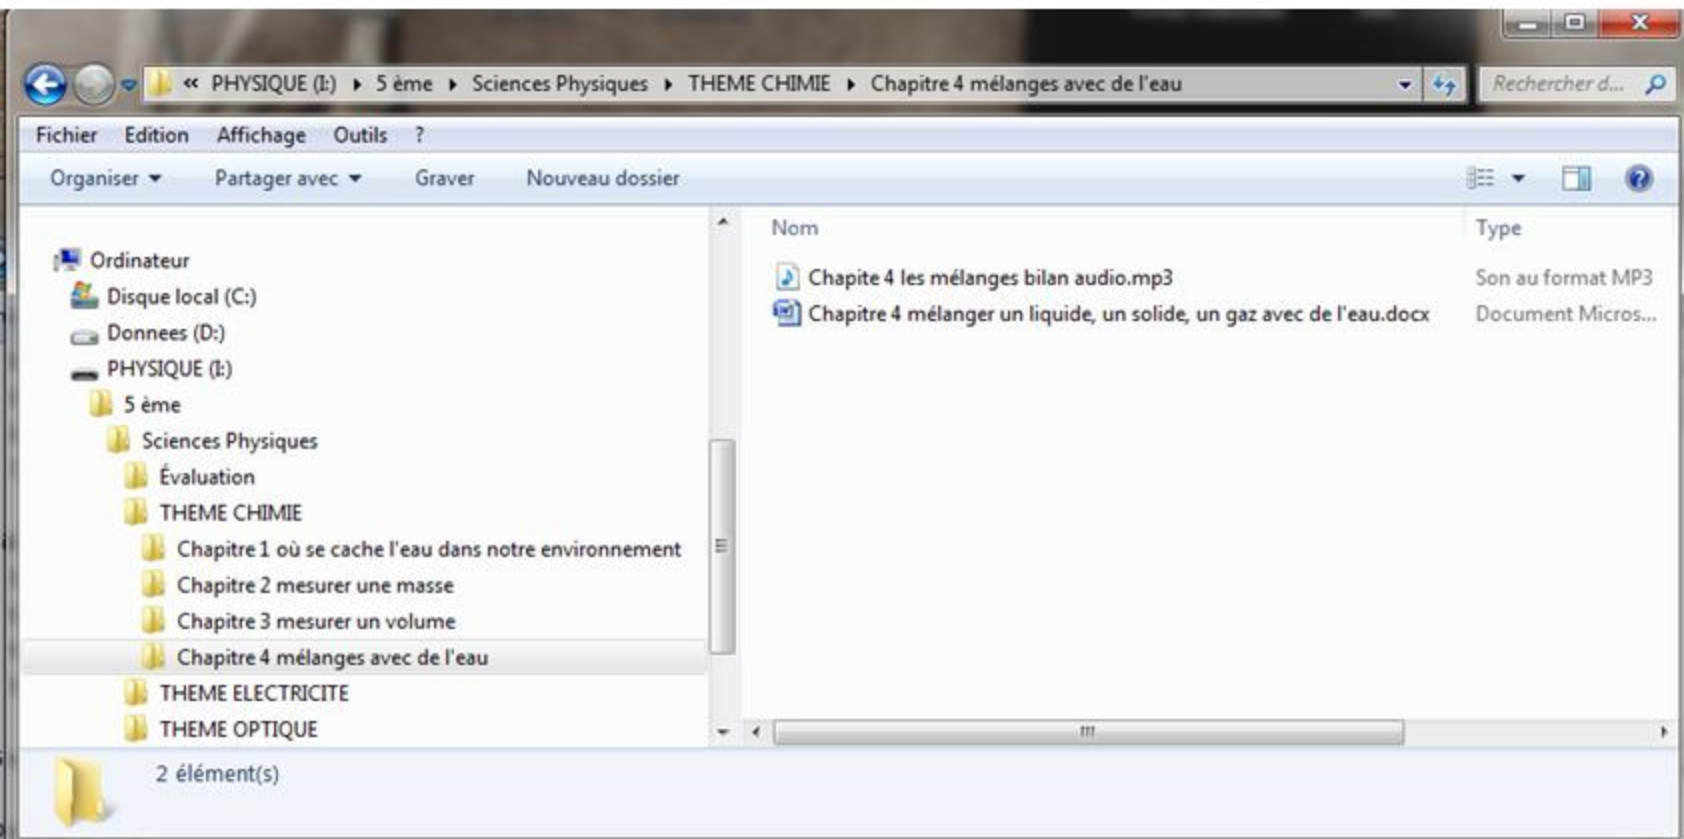 « PHYSIQUE (I:) ▸ 5 ème ▸ Sciences Physiques ▸ THEME CHIMIE ▸ Chapitre 4 mélanges avec de l'eau
Rechercher d...
Fichier Edition Affichage Outils ?
Organiser Partager avec Graver Nouveau dossier
Ordinateur
Disque local (C:)
Donnees (D:)
PHYSIQUE (I:)
5 ème
Sciences Physiques
Évaluation
THEME CHIMIE
Chapitre 1 où se cache l'eau dans notre environnement
Chapitre 2 mesurer une masse
Chapitre 3 mesurer un volume
Chapitre 4 mélanges avec de l'eau
THEME ELECTRICITE
THEME OPTIQUE
Nom Type
Chapite 4 les mélanges bilan audio.mp3 Son au format MP3
Chapitre 4 mélanger un liquide, un solide, un gaz avec de l'eau.docx Document Micros...
2 élément(s)